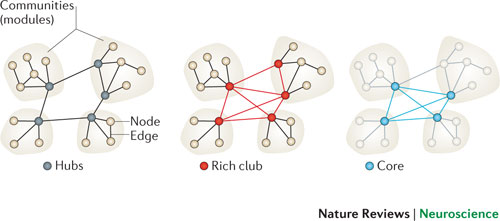 Communities
(modules)
Node
Edge
Hubs
Rich club
Core
Nature Reviews | Neuroscience